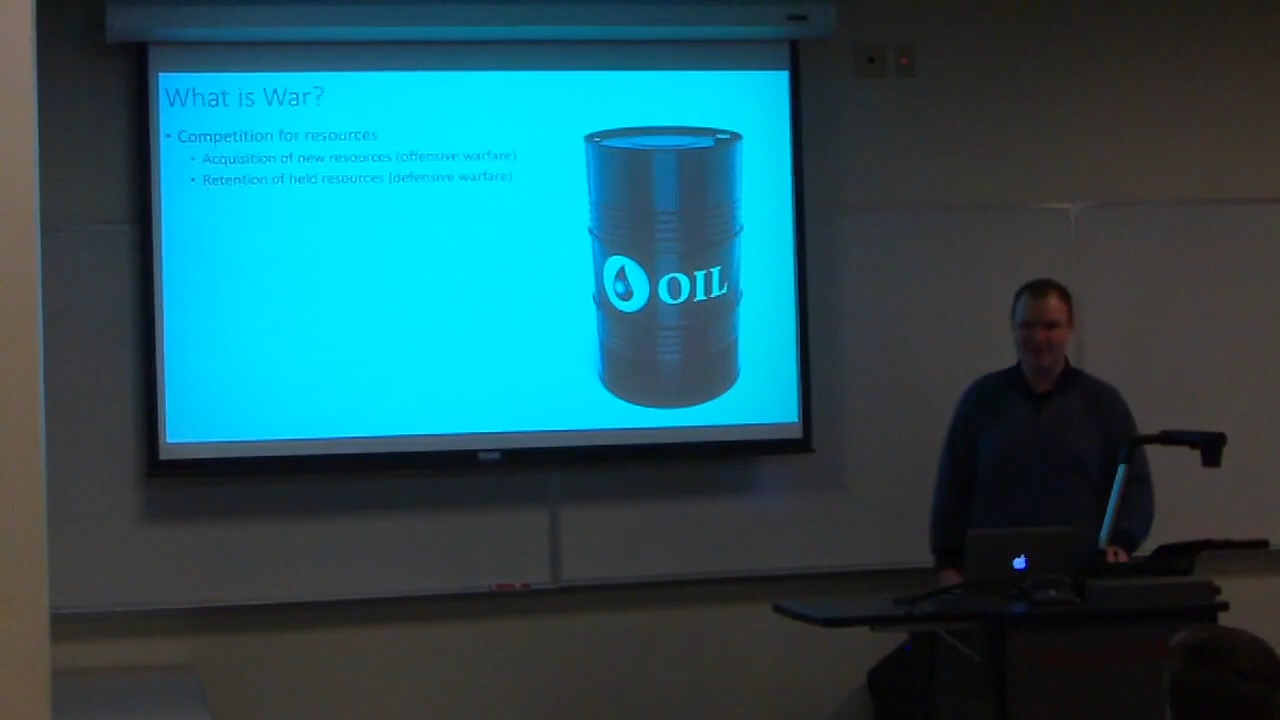 What is War?
• Competition for resources
• Acquisition of new resources (offensive warfare)
• Retention of held resources (defensive warfare)
OIL